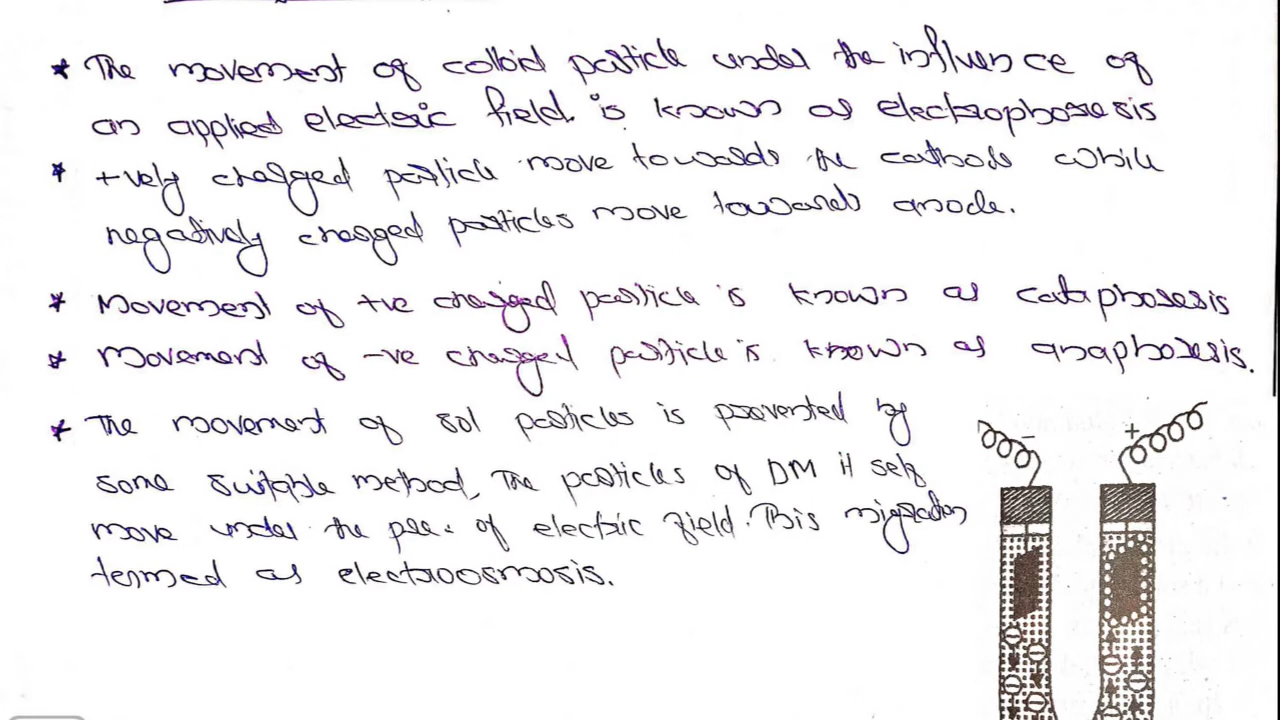 * The movement of colloid particle under the influence of
an applied electric field. is known as electrophoresis
* +vely charged particle move towards the cathode while
negatively charged particles move towards anode.
* Movement of +ve charged particle is known as cataphoresis
* Movement of -ve charged particle is known as anaphoresis.
* The movement of sol particles is prevented by
some suitable method, The particles of DM it self
move under the of electric field. This migration
termed as electroosmosis.
- +